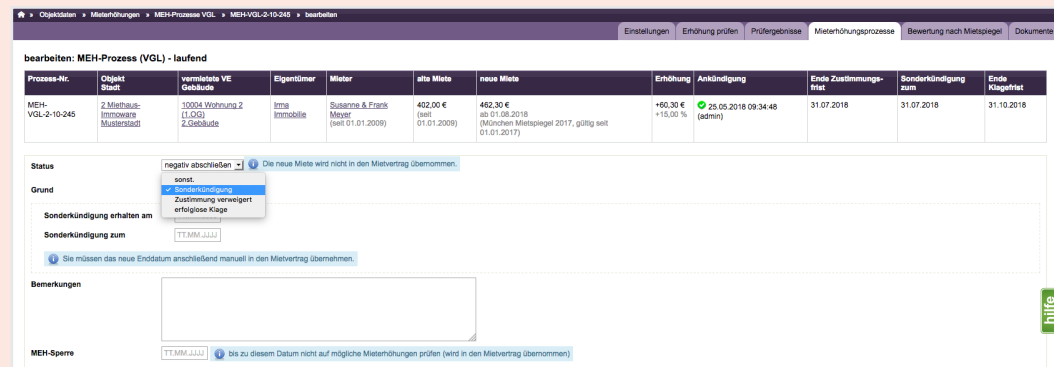 » Objektdaten » Mieterhöhungen » MEH-Prozesse VGL » MEH-VGL-2-10-245 » bearbeiten
Einstellungen Erhöhung prüfen Prüfergebnisse Mieterhöhungsprozesse Bewertung nach Mietspiegel Dokumente
bearbeiten: MEH-Prozess (VGL) - laufend
Prozess-Nr. Objekt vermietete VE Eigentümer Mieter alte Miete neue Miete Erhöhung Ankündigung Ende Zustimmungs- Sonderkündigung Ende
Stadt Gebäude frist zum Klagefrist
MEH- 2 Miethaus- 10004 Wohnung 2 Irma Susanne & Frank 402,00 € 462,30 € +60,30 € 25.05.2018 09:34:48 31.07.2018 31.07.2018 31.10.2018
VGL-2-10-245 Immoware (1.OG) Immobilie Meyer (seit ab 01.08.2018 +15,00 % (admin)
Musterstadt 2.Gebäude (seit 01.01.2009) 01.01.2009) (München Mietspiegel 2017, gültig seit
01.01.2017)
Status negativ abschließen Die neue Miete wird nicht in den Mietvertrag übernommen.
sonst.
Grund ✓ Sonderkündigung
Zustimmung verweigert
erfolglose Klage
Sonderkündigung erhalten am
Sonderkündigung zum TT.MM.JJJJ
Sie müssen das neue Enddatum anschließend manuell in den Mietvertrag übernehmen.
Bemerkungen
hilfe
MEH-Sperre TT.MM.JJJJ bis zu diesem Datum nicht auf mögliche Mieterhöhungen prüfen (wird in den Mietvertrag übernommen)